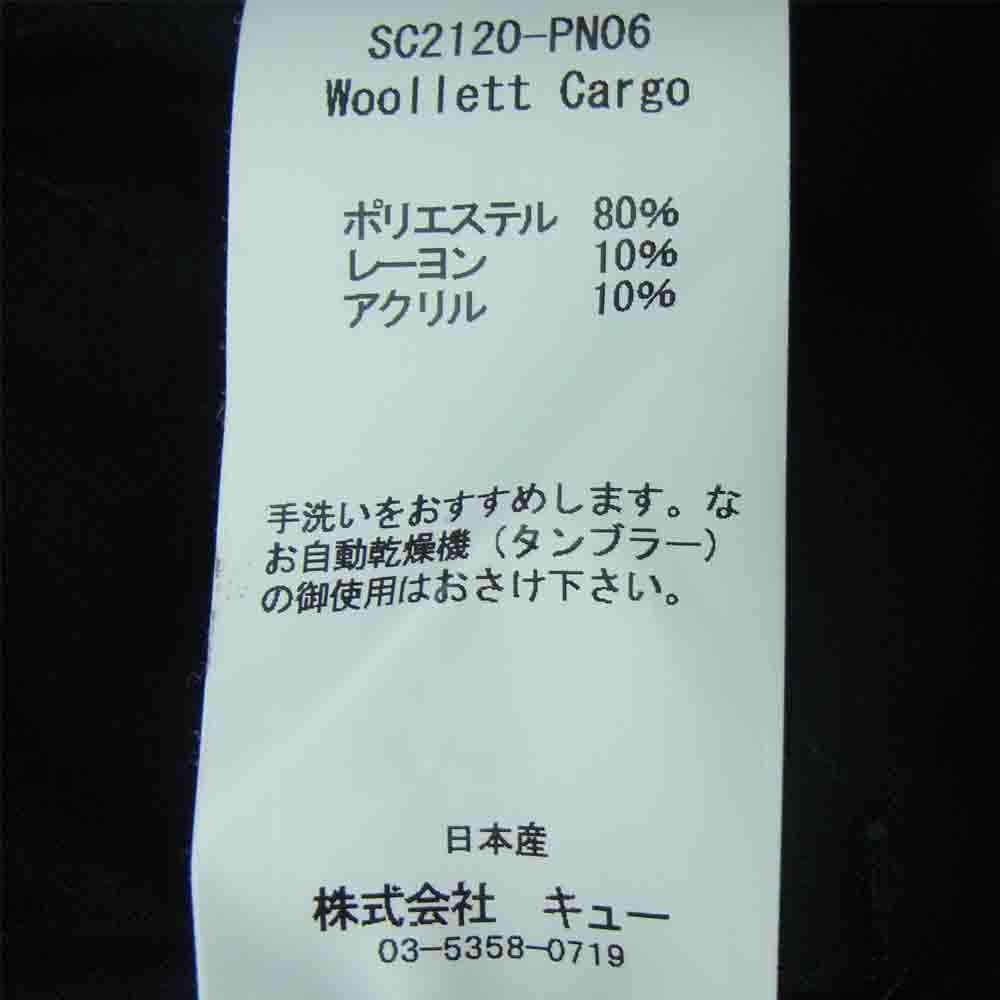 SC2120-PN06
Woollett Cargo
ポリエステル 80%
レーヨン 10%
アクリル 10%
手洗いをおすすめします。な
お自動乾燥機（タンブラー）
の御使用はおさけ下さい。
日本産
株式会社 キュー
03-5358-0719